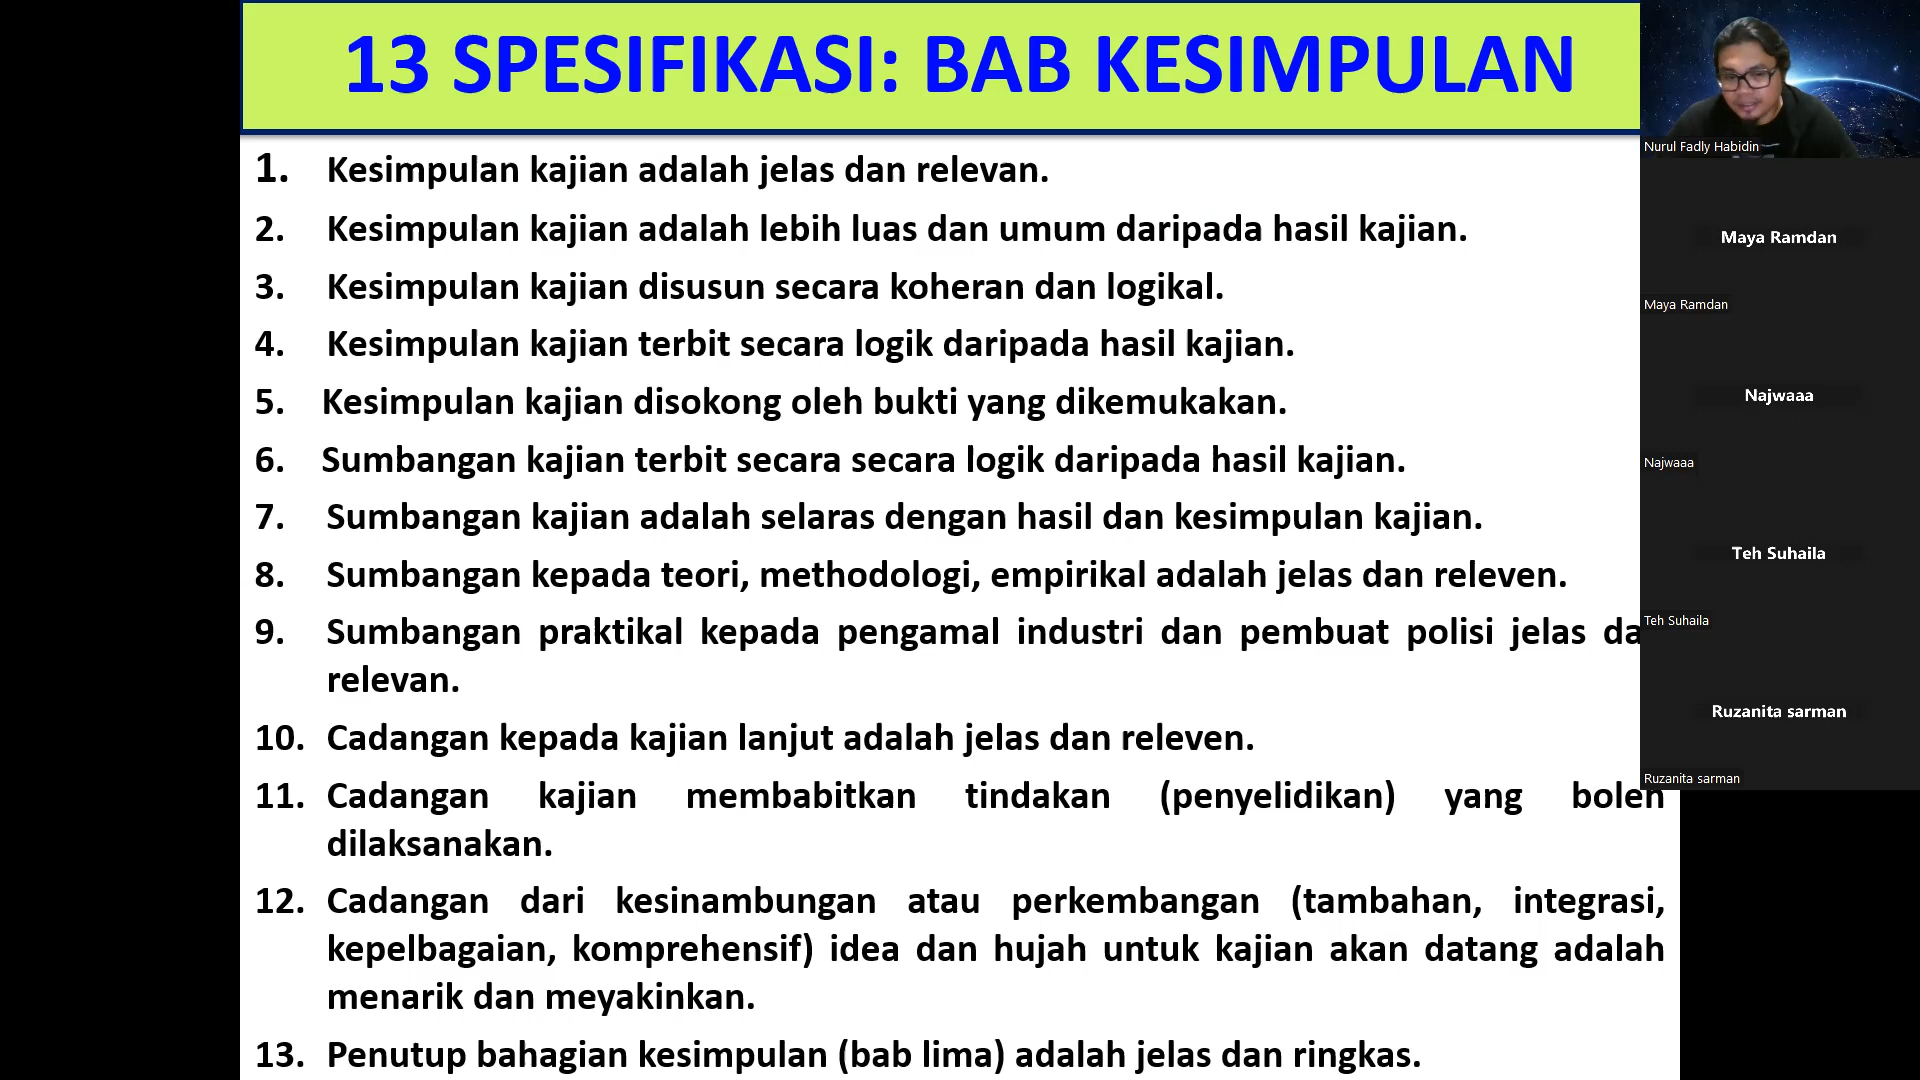 13 SPESIFIKASI: BAB KESIMPULAN
1. Kesimpulan kajian adalah jelas dan relevan.
2. Kesimpulan kajian adalah lebih luas dan umum daripada hasil kajian.
3. Kesimpulan kajian disusun secara koheran dan logikal.
4. Kesimpulan kajian terbit secara logik daripada hasil kajian.
5. Kesimpulan kajian disokong oleh bukti yang dikemukakan.
6. Sumbangan kajian terbit secara secara logik daripada hasil kajian.
7. Sumbangan kajian adalah selaras dengan hasil dan kesimpulan kajian.
8. Sumbangan kepada teori, methodologi, empirikal adalah jelas dan releven.
9. Sumbangan praktikal kepada pengamal industri dan pembuat polisi jelas da
relevan.
10. Cadangan kepada kajian lanjut adalah jelas dan releven.
11. Cadangan kajian membabitkan tindakan (penyelidikan) yang boleh
dilaksanakan.
12. Cadangan dari kesinambungan atau perkembangan (tambahan, integrasi,
kepelbagaian, komprehensif) idea dan hujah untuk kajian akan datang adalah
menarik dan meyakinkan.
13. Penutup bahagian kesimpulan (bab lima) adalah jelas dan ringkas.
Nurul Fadly Habidin
Maya Ramdan
Maya Ramdan
Najwaaa
Najwaaa
Teh Suhaila
Teh Suhaila
Ruzanita sarman
Ruzanita sarman